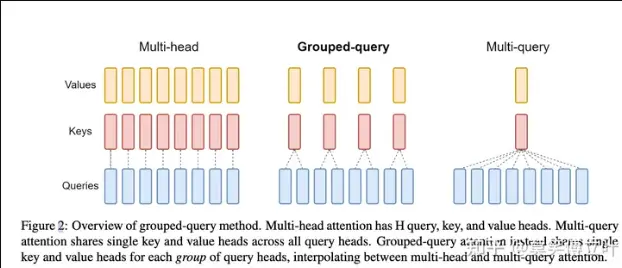 Multi-head
Grouped-query
Multi-query
Values
Keys
Queries
Figure 2: Overview of grouped-query method. Multi-head attention has H query, key, and value heads. Multi-query
attention shares single key and value heads across all query heads. Grouped-query attention instead shares single
key and value heads for each group of query heads, interpolating between multi-head and multi-query attention.
知乎